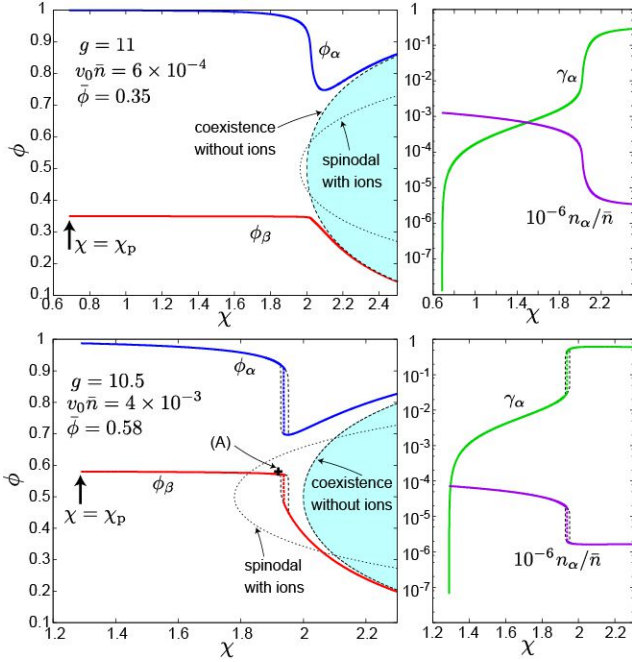 1
0.9
0.8
0.7
0.6
0.5
0.4
0.3
0.2
0.1
ϕ
g = 11
v₀n̄ = 6 × 10⁻⁴
ϕ̄ = 0.35
ϕα
coexistence
without ions
spinodal
with ions
ϕβ
χ = χp
0.6 0.8 1 1.2 1.4 1.6 1.8 2 2.2 2.4
χ
1
10⁻¹
10⁻²
10⁻³
10⁻⁴
10⁻⁵
10⁻⁶
10⁻⁷
γα
10⁻⁶ nα/n̄
0.6 1 1.4 1.8 2.2
χ
1
0.9
0.8
0.7
0.6
0.5
0.4
0.3
0.2
0.1
ϕ
g = 10.5
v₀n̄ = 4 × 10⁻³
ϕ̄ = 0.58
ϕα
(A)
ϕβ
coexistence
without ions
χ = χp
spinodal
with ions
1.2 1.4 1.6 1.8 2 2.2
χ
1
10⁻¹
10⁻²
10⁻³
10⁻⁴
10⁻⁵
10⁻⁶
10⁻⁷
γα
10⁻⁶ nα/n̄
1.2 1.4 1.6 1.8 2 2.2
χ